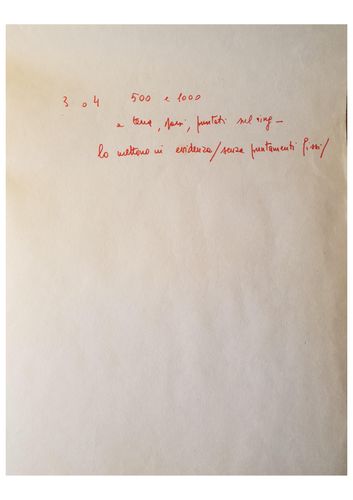 3 o 4 500 e 1000
a terra, sparsi, puntati sul ring -
lo mettono in evidenza/senza puntamenti fissi/